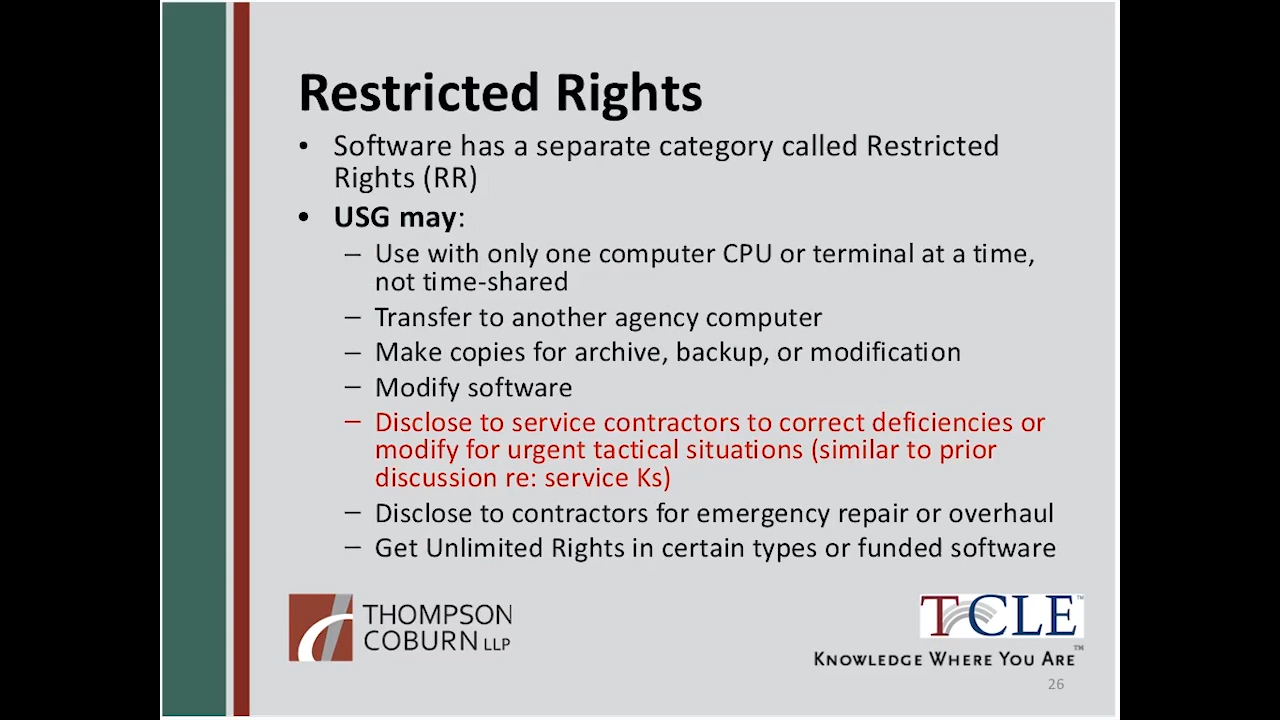 Restricted Rights
• Software has a separate category called Restricted
Rights (RR)
• USG may:
– Use with only one computer CPU or terminal at a time,
not time-shared
– Transfer to another agency computer
– Make copies for archive, backup, or modification
– Modify software
– Disclose to service contractors to correct deficiencies or
modify for urgent tactical situations (similar to prior
discussion re: service Ks)
– Disclose to contractors for emergency repair or overhaul
– Get Unlimited Rights in certain types or funded software
THOMPSON
COBURN LLP
TCLE™
KNOWLEDGE WHERE YOU ARE™
26